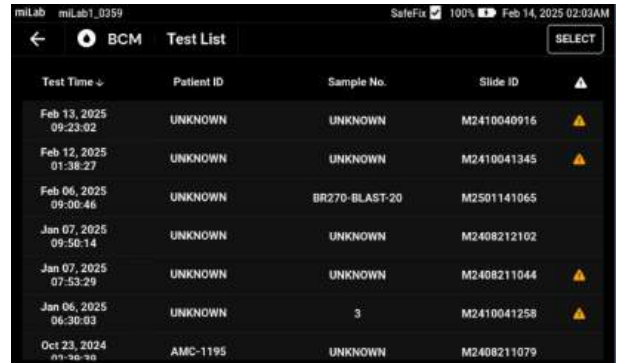 miLab miLab1_0359 SafeFix 100% Feb 14, 2025 02:03AM
← BCM Test List SELECT
Test Time ↓ Patient ID Sample No. Slide ID
Feb 13, 2025
09:23:02 UNKNOWN UNKNOWN M2410040916
Feb 12, 2025
01:38:27 UNKNOWN UNKNOWN M2410041345
Feb 06, 2025
09:00:46 UNKNOWN BR270-BLAST-20 M2501141065
Jan 07, 2025
09:50:14 UNKNOWN UNKNOWN M2408212102
Jan 07, 2025
07:53:29 UNKNOWN UNKNOWN M2408211044
Jan 06, 2025
06:30:03 UNKNOWN 3 M2410041258
Oct 23, 2024
AMC-1195 UNKNOWN M2408211079